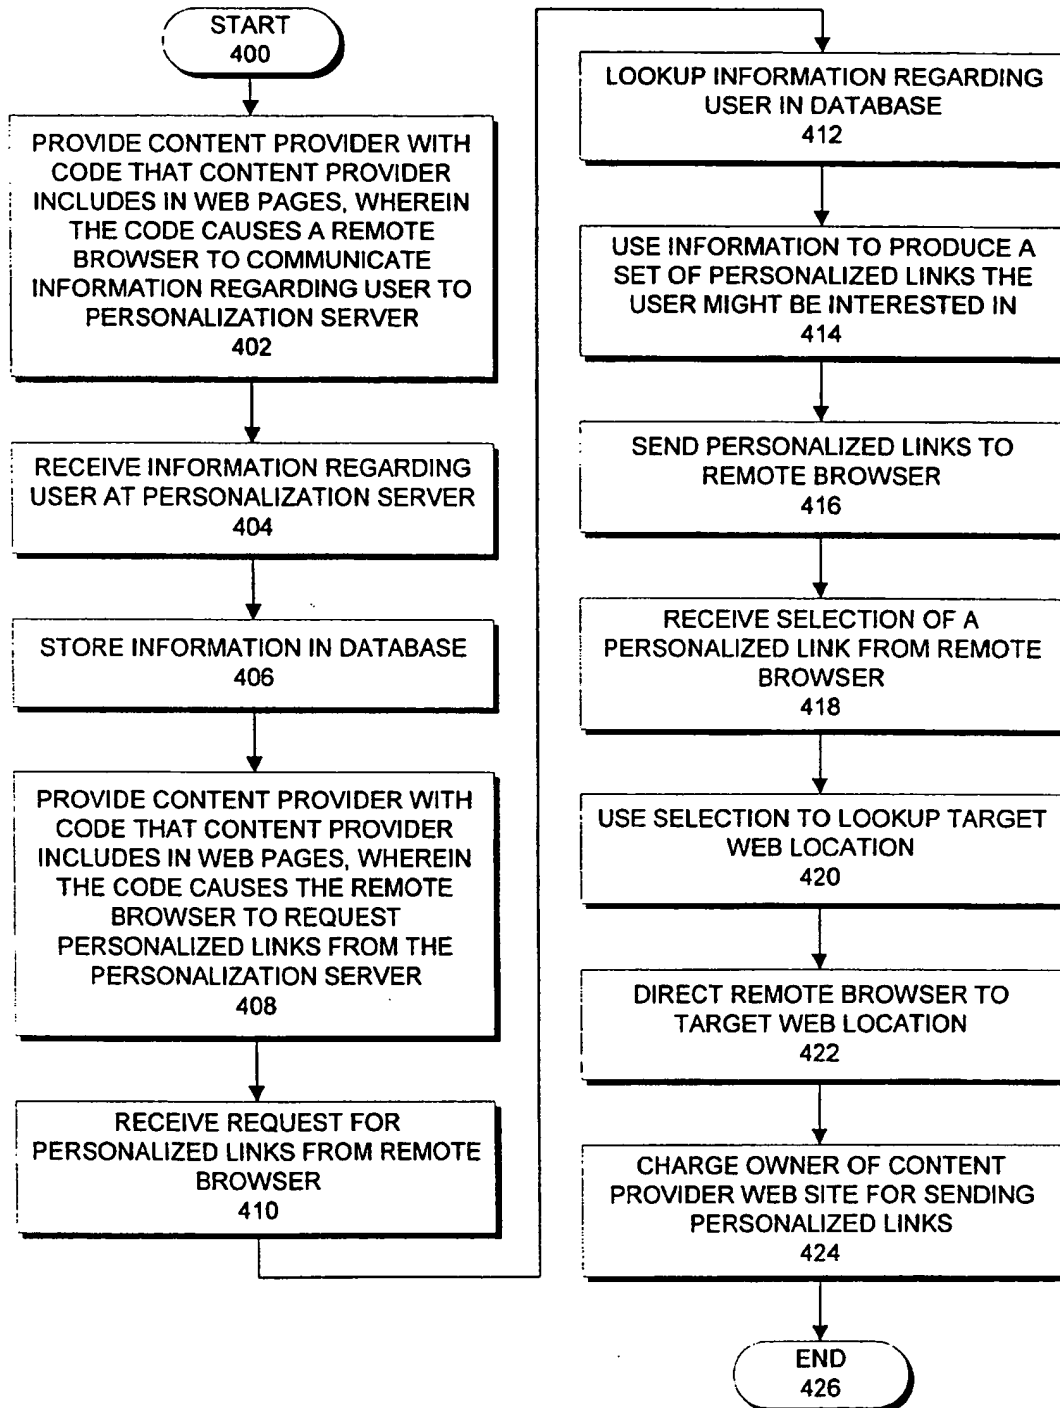 START
400
PROVIDE CONTENT PROVIDER WITH
CODE THAT CONTENT PROVIDER
INCLUDES IN WEB PAGES, WHEREIN
THE CODE CAUSES A REMOTE
BROWSER TO COMMUNICATE
INFORMATION REGARDING USER TO
PERSONALIZATION SERVER
402
RECEIVE INFORMATION REGARDING
USER AT PERSONALIZATION SERVER
404
STORE INFORMATION IN DATABASE
406
PROVIDE CONTENT PROVIDER WITH
CODE THAT CONTENT PROVIDER
INCLUDES IN WEB PAGES, WHEREIN
THE CODE CAUSES THE REMOTE
BROWSER TO REQUEST
PERSONALIZED LINKS FROM THE
PERSONALIZATION SERVER
408
RECEIVE REQUEST FOR
PERSONALIZED LINKS FROM REMOTE
BROWSER
410
LOOKUP INFORMATION REGARDING
USER IN DATABASE
412
USE INFORMATION TO PRODUCE A
SET OF PERSONALIZED LINKS THE
USER MIGHT BE INTERESTED IN
414
SEND PERSONALIZED LINKS TO
REMOTE BROWSER
416
RECEIVE SELECTION OF A
PERSONALIZED LINK FROM REMOTE
BROWSER
418
USE SELECTION TO LOOKUP TARGET
WEB LOCATION
420
DIRECT REMOTE BROWSER TO
TARGET WEB LOCATION
422
CHARGE OWNER OF CONTENT
PROVIDER WEB SITE FOR SENDING
PERSONALIZED LINKS
424
END
426